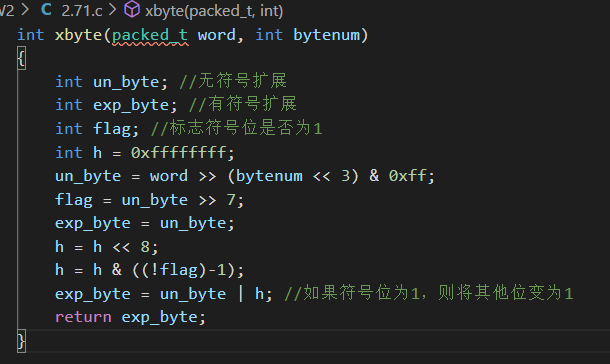 V2 > C 2.71.c > xbyte(packed_t, int)
int xbyte(packed_t word, int bytenum)
{
    int un_byte; //无符号扩展
    int exp_byte; //有符号扩展
    int flag; //标志符号位是否为1
    int h = 0xffffffff;
    un_byte = word >> (bytenum << 3) & 0xff;
    flag = un_byte >> 7;
    exp_byte = un_byte;
    h = h << 8;
    h = h & ((!flag)-1);
    exp_byte = un_byte | h; //如果符号位为1，则将其他位变为1
    return exp_byte;
}